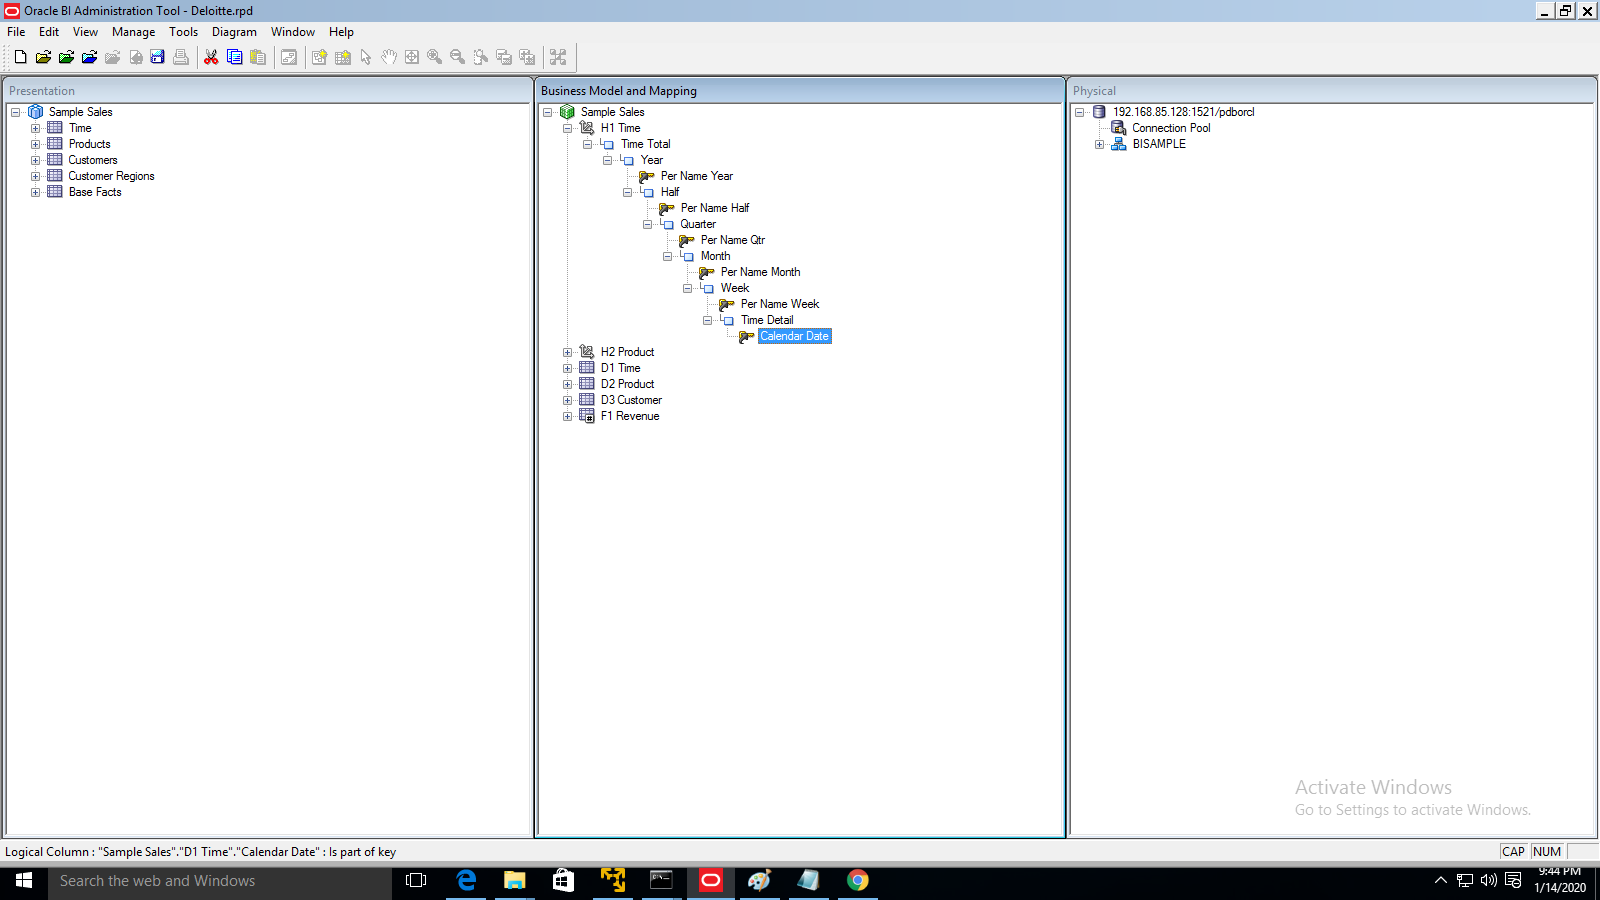 Oracle BI Administration Tool - Deloitte.rpd
File Edit View Manage Tools Diagram Window Help
Presentation
Sample Sales
Time
Products
Customers
Customer Regions
Base Facts
Business Model and Mapping
Sample Sales
H1 Time
Time Total
Year
Per Name Year
Half
Per Name Half
Quarter
Per Name Qtr
Month
Per Name Month
Week
Per Name Week
Time Detail
Calendar Date
H2 Product
D1 Time
D2 Product
D3 Customer
F1 Revenue
Physical
192.168.85.128:1521/pdborcl
Connection Pool
BISAMPLE
Activate Windows
Go to Settings to activate Windows.
Logical Column : "Sample Sales"."D1 Time"."Calendar Date" : Is part of key
CAP NUM
Search the web and Windows
9:44 PM
1/14/2020